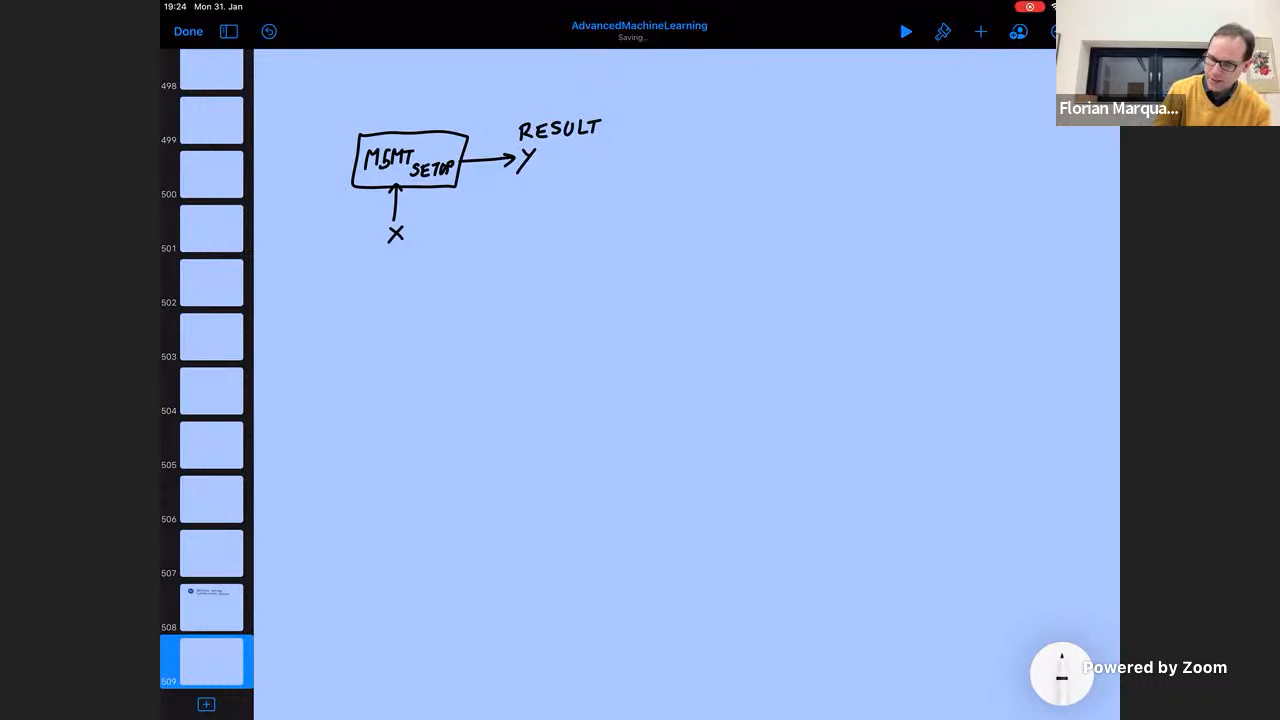 19:24 Mon 31. Jan
Done
AdvancedMachineLearning
Saving...
Florian Marqua...
498
499
500
501
502
503
504
505
506
507
508
509
RESULT
MSMT
SETUP
Y
X
Powered by Zoom